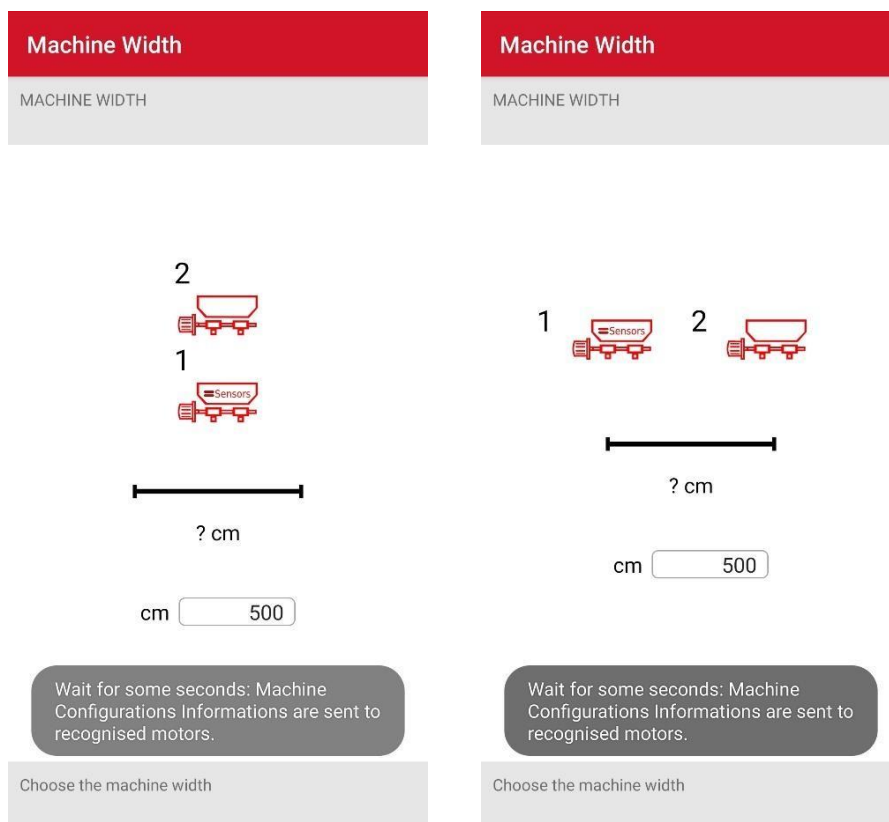 Machine Width
MACHINE WIDTH
2
1
=Sensors
? cm
cm 500
Wait for some seconds: Machine
Configurations Informations are sent to
recognised motors.
Choose the machine width
Machine Width
MACHINE WIDTH
1 =Sensors 2
? cm
cm 500
Wait for some seconds: Machine
Configurations Informations are sent to
recognised motors.
Choose the machine width